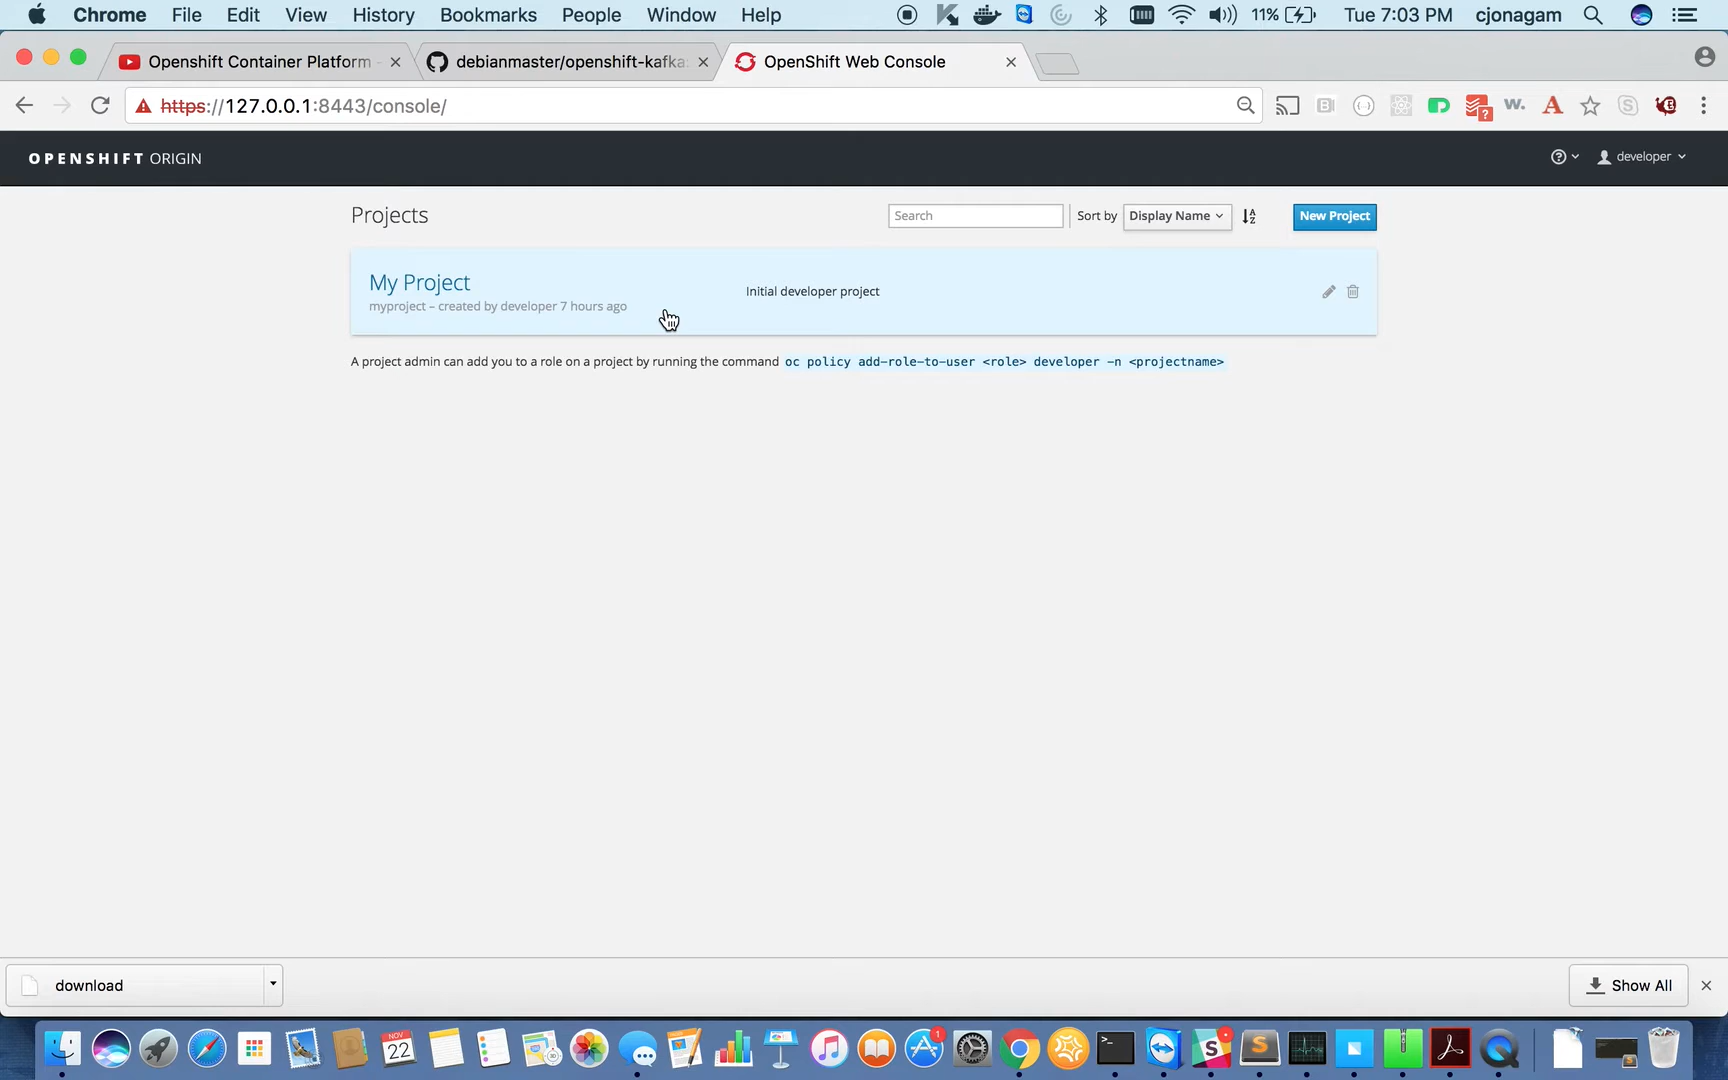 Chrome File Edit View History Bookmarks People Window Help 11% Tue 7:03 PM cjonagam
Openshift Container Platform - debianmaster/openshift-kafka: OpenShift Web Console
https://127.0.0.1:8443/console/
OPENSHIFT ORIGIN developer
Projects Search Sort by Display Name New Project
My Project
Initial developer project
myproject – created by developer 7 hours ago
A project admin can add you to a role on a project by running the command oc policy add-role-to-user <role> developer -n <projectname>
download Show All
NOV
22